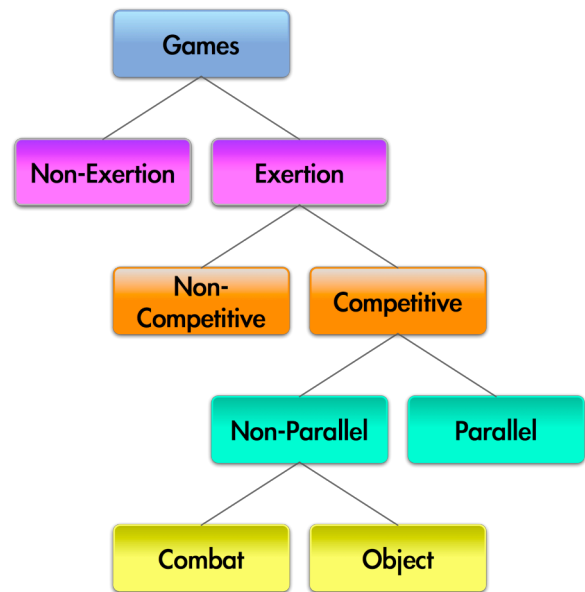 Games
Non-Exertion
Exertion
Non-
Competitive
Competitive
Non-Parallel
Parallel
Combat
Object